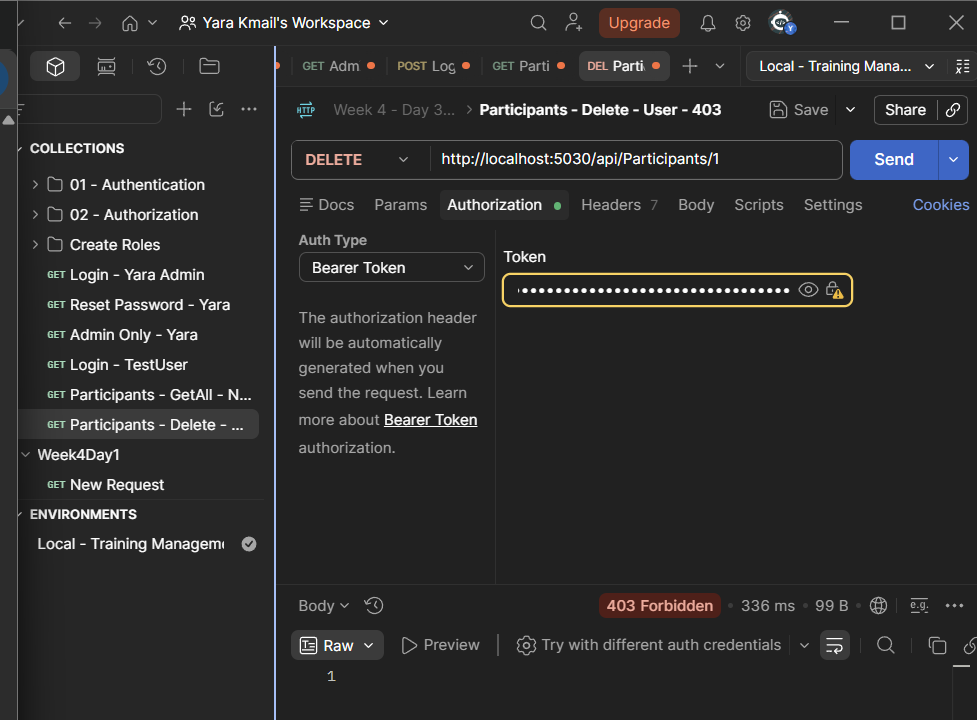 Yara Kmail's Workspace
Upgrade
Y
GET Adm
POST Log
GET Parti
DEL Parti
Local - Training Mana...
HTTP
Week 4 - Day 3...
Participants - Delete - User - 403
Save
Share
COLLECTIONS
01 - Authentication
02 - Authorization
Create Roles
GET Login - Yara Admin
GET Reset Password - Yara
GET Admin Only - Yara
GET Login - TestUser
GET Participants - GetAll - N...
GET Participants - Delete - ...
Week4Day1
GET New Request
ENVIRONMENTS
Local - Training Manageme
DELETE
http://localhost:5030/api/Participants/1
Send
Docs
Params
Authorization
Headers 7
Body
Scripts
Settings
Cookies
Auth Type
Bearer Token
The authorization header
will be automatically
generated when you
send the request. Learn
more about Bearer Token
authorization.
Token
Body
403 Forbidden
336 ms
99 B
e.g.
Raw
Preview
Try with different auth credentials
1